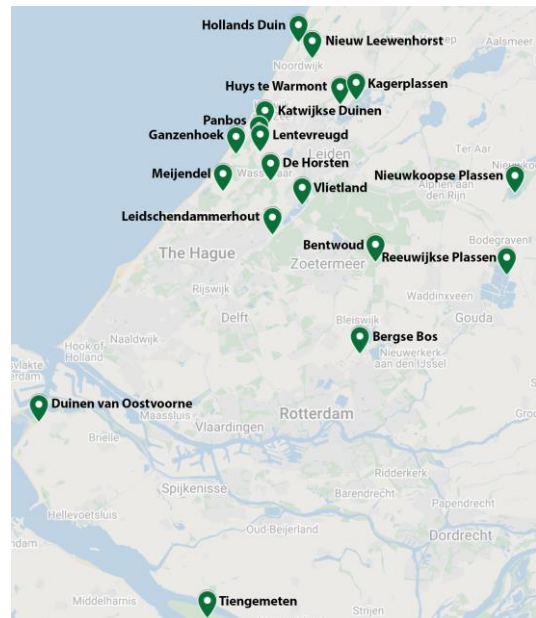 Hollands Duin
Nieuw Leewenhorst
Aalsmeer
Noordwijk
Huys te Warmont
Kagerplassen
Katwijkse Duinen
Panbos
Ganzenhoek
Lentevreugd
Leiden
Ter Aar
De Horsten
Nieuwkoopse Plassen
Meijendel
Vlietland
Alphen aan
den Rijn
Leidschendammerhout
Bentwoud
Bodegraven
The Hague
Zoetermeer
Reeuwijkse Plassen
Rijswijk
Waddinxveen
Delft
Bleiswijk
Gouda
Naaldwijk
Hook of
Holland
Bergse Bos
Nieuwerkerk
aan den IJssel
Duinen van Oostvoorne
Maassluis
Rotterdam
Vlaardingen
Brielle
Ridderkerk
Spijkenisse
Barendrecht
Papendrecht
Hellevoetsluis
Oud Beijerland
Dordrecht
Middelharnis
Tiengemeten
Strijen